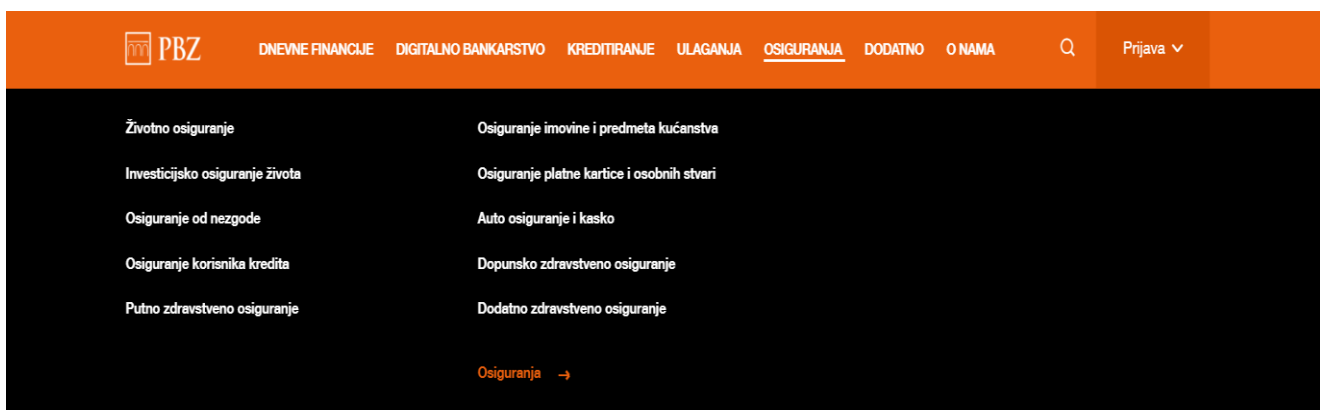 PBZ DNEVNE FINANCIJE DIGITALNO BANKARSTVO KREDITIRANJE ULAGANJA OSIGURANJA DODATNO O NAMA Prijava
Životno osiguranje
Investicijsko osiguranje života
Osiguranje od nezgode
Osiguranje korisnika kredita
Putno zdravstveno osiguranje
Osiguranje imovine i predmeta kućanstva
Osiguranje platne kartice i osobnih stvari
Auto osiguranje i kasko
Dopunsko zdravstveno osiguranje
Dodatno zdravstveno osiguranje
Osiguranja →